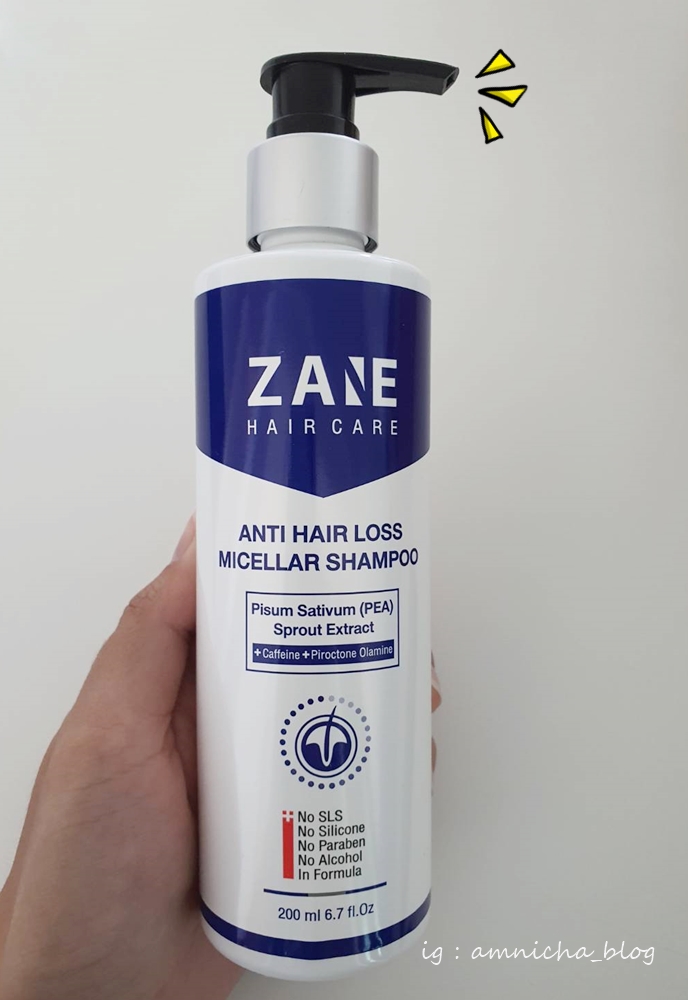 ZANE
HAIR CARE
ANTI HAIR LOSS
MICELLAR SHAMPOO
Pisum Sativum (PEA)
Sprout Extract
+Caffeine+Piroctone Olamine
No SLS
No Silicone
No Paraben
No Alcohol
In Formula
200 ml 6.7 fl.Oz
ig : amnicha_blog